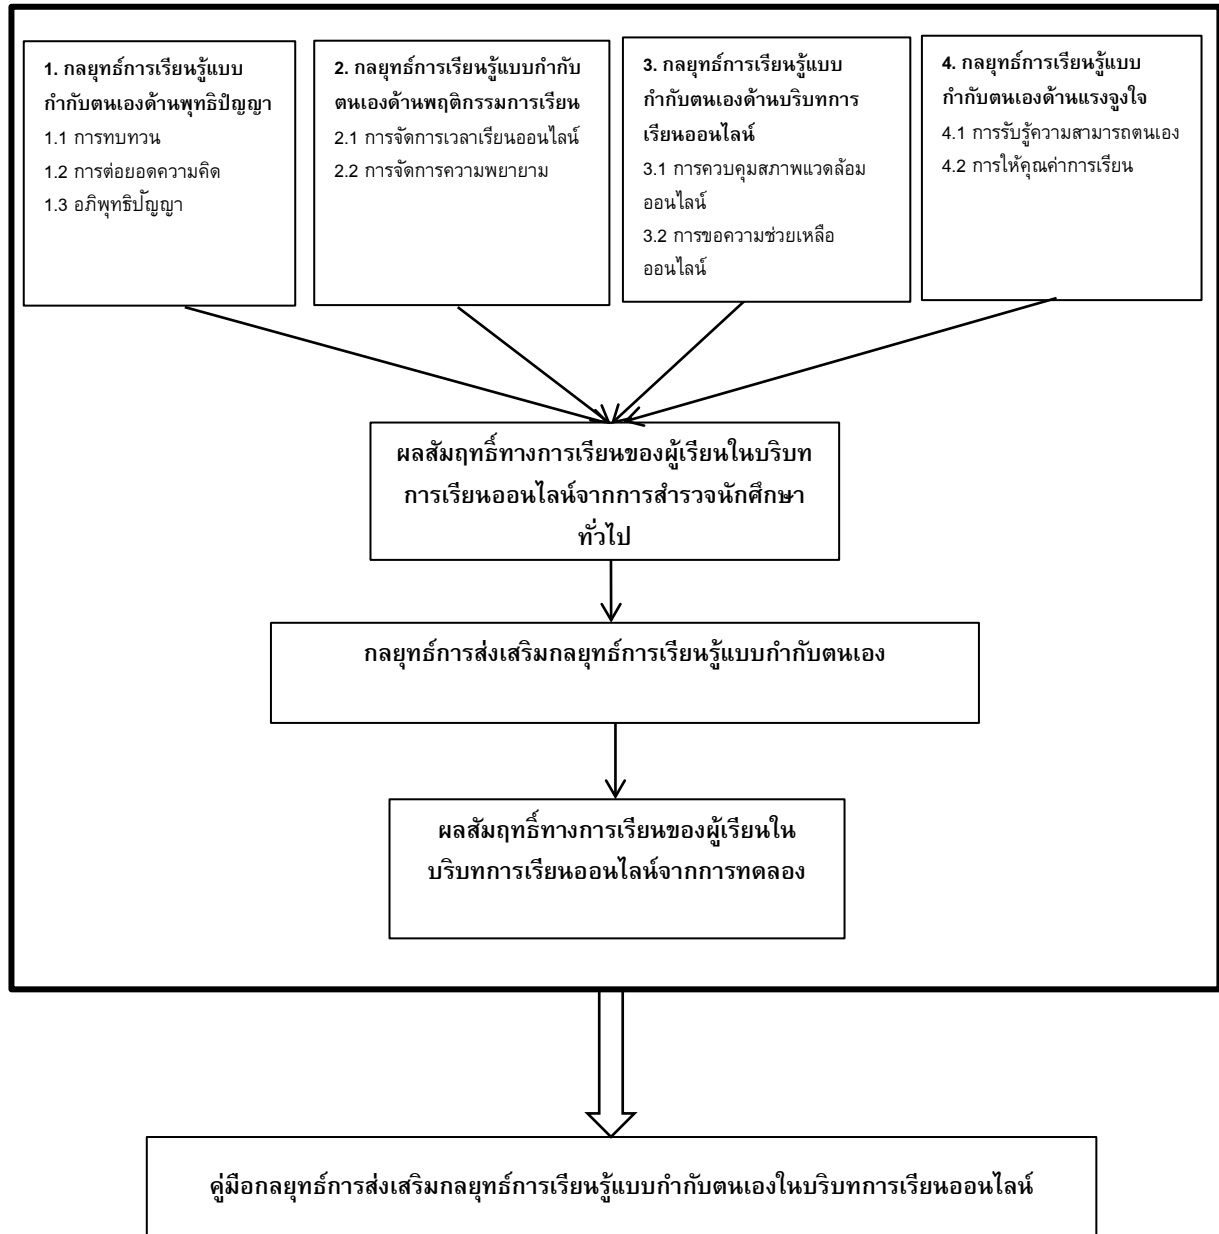 1. กลยุทธ์การเรียนรู้แบบ
กำกับตนเองด้านพุทธิปัญญา
1.1 การทบทวน
1.2 การต่อยอดความคิด
1.3 อภิพุทธิปัญญา
2. กลยุทธ์การเรียนรู้แบบกำกับ
ตนเองด้านพฤติกรรมการเรียน
2.1 การจัดการเวลาเรียนออนไลน์
2.2 การจัดการความพยายาม
3. กลยุทธ์การเรียนรู้แบบ
กำกับตนเองด้านบริบทการ
เรียนออนไลน์
3.1 การควบคุมสภาพแวดล้อม
ออนไลน์
3.2 การขอความช่วยเหลือ
ออนไลน์
4. กลยุทธ์การเรียนรู้แบบ
กำกับตนเองด้านแรงจูงใจ
4.1 การรับรู้ความสามารถตนเอง
4.2 การให้คุณค่าการเรียน
ผลสัมฤทธิ์ทางการเรียนของผู้เรียนในบริบท
การเรียนออนไลน์จากการสำรวจนักศึกษา
ทั่วไป
กลยุทธ์การส่งเสริมกลยุทธ์การเรียนรู้แบบกำกับตนเอง
ผลสัมฤทธิ์ทางการเรียนของผู้เรียนใน
บริบทการเรียนออนไลน์จากการทดลอง
คู่มือกลยุทธ์การส่งเสริมกลยุทธ์การเรียนรู้แบบกำกับตนเองในบริบทการเรียนออนไลน์